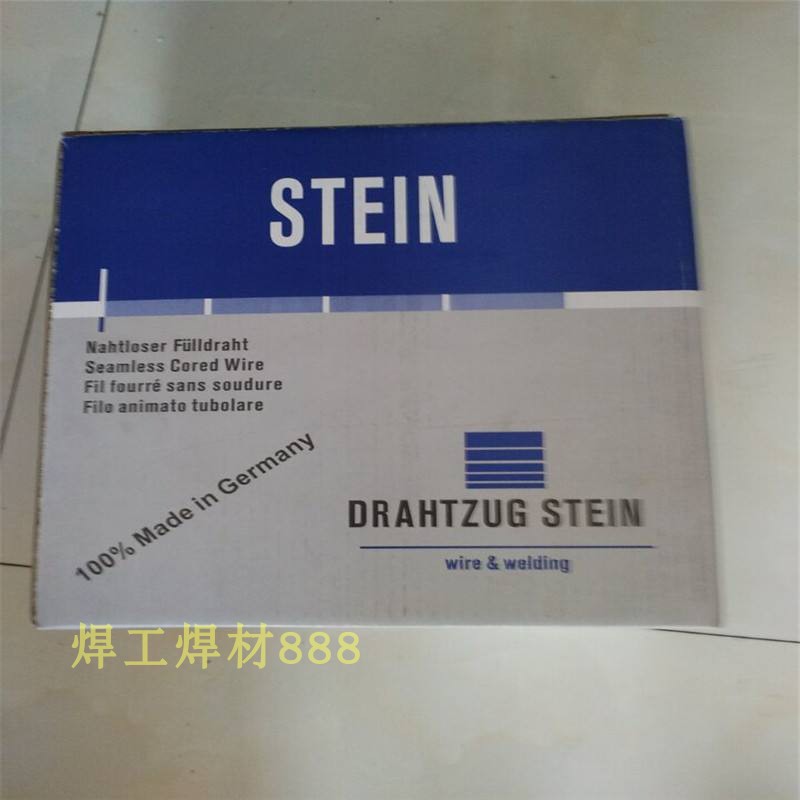 STEIN
Nahtloser Fülldraht
Seamless Cored Wire
Fil fourré sans soudure
Filo animato tubolare
100% Made in Germany
DRAHTZUG STEIN
wire & welding
焊工焊材888